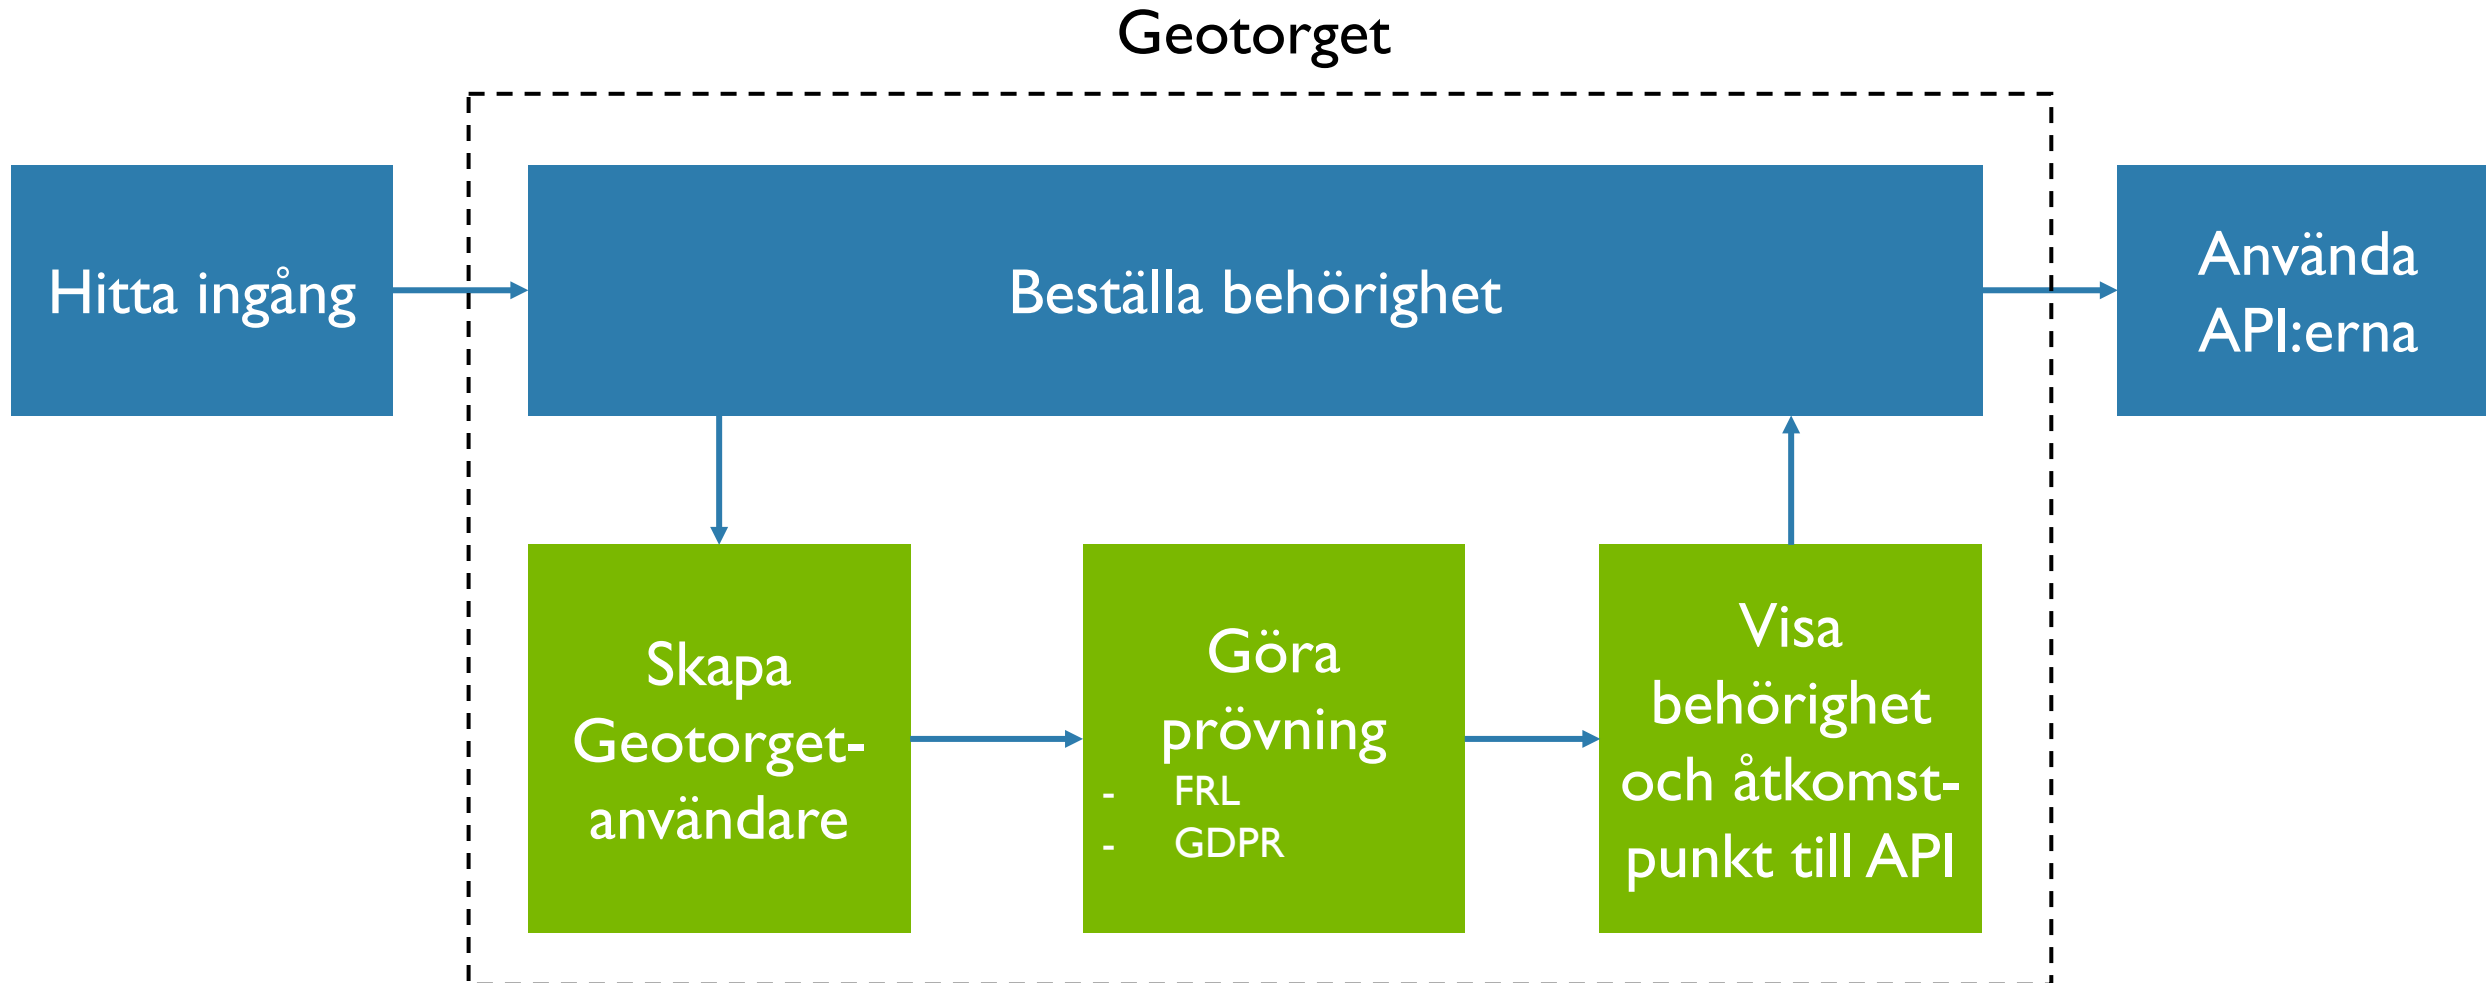 Geotorget
Hitta ingång
Beställa behörighet
Använda
API:erna
Skapa
Geotorget-
användare
Göra
prövning
- FRL
- GDPR
Visa
behörighet
och åtkomst-
punkt till API